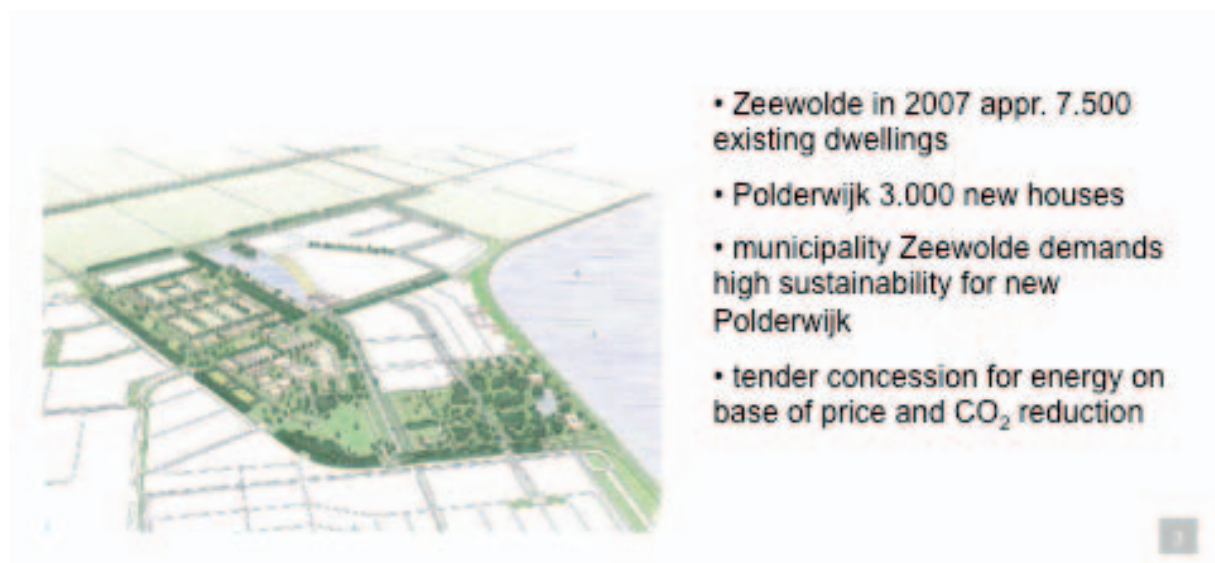 • Zeewolde in 2007 appr. 7.500
existing dwellings
• Polderwijk 3.000 new houses
• municipality Zeewolde demands
high sustainability for new
Polderwijk
• tender concession for energy on
base of price and CO₂ reduction